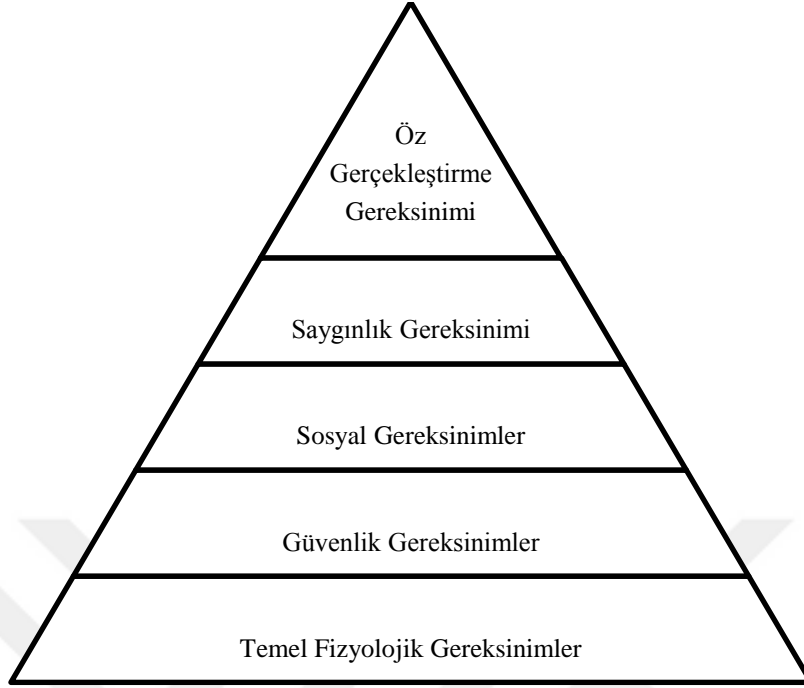 Öz
Gerçekleştirme
Gereksinimi
Saygınlık Gereksinimi
Sosyal Gereksinimler
Güvenlik Gereksinimler
Temel Fizyolojik Gereksinimler